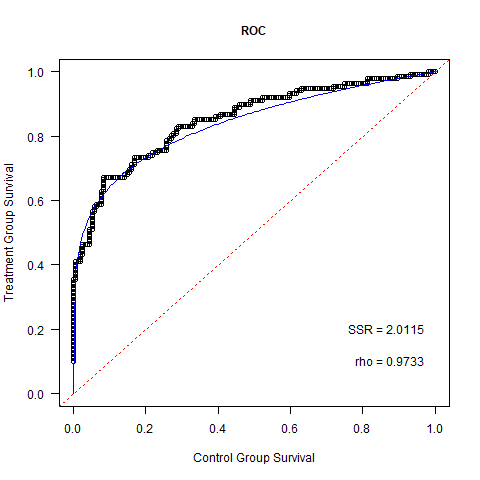 ROC
Treatment Group Survival
1.0
0.8
0.6
0.4
0.2
0.0
SSR = 2.0115
rho = 0.9733
0.0 0.2 0.4 0.6 0.8 1.0
Control Group Survival